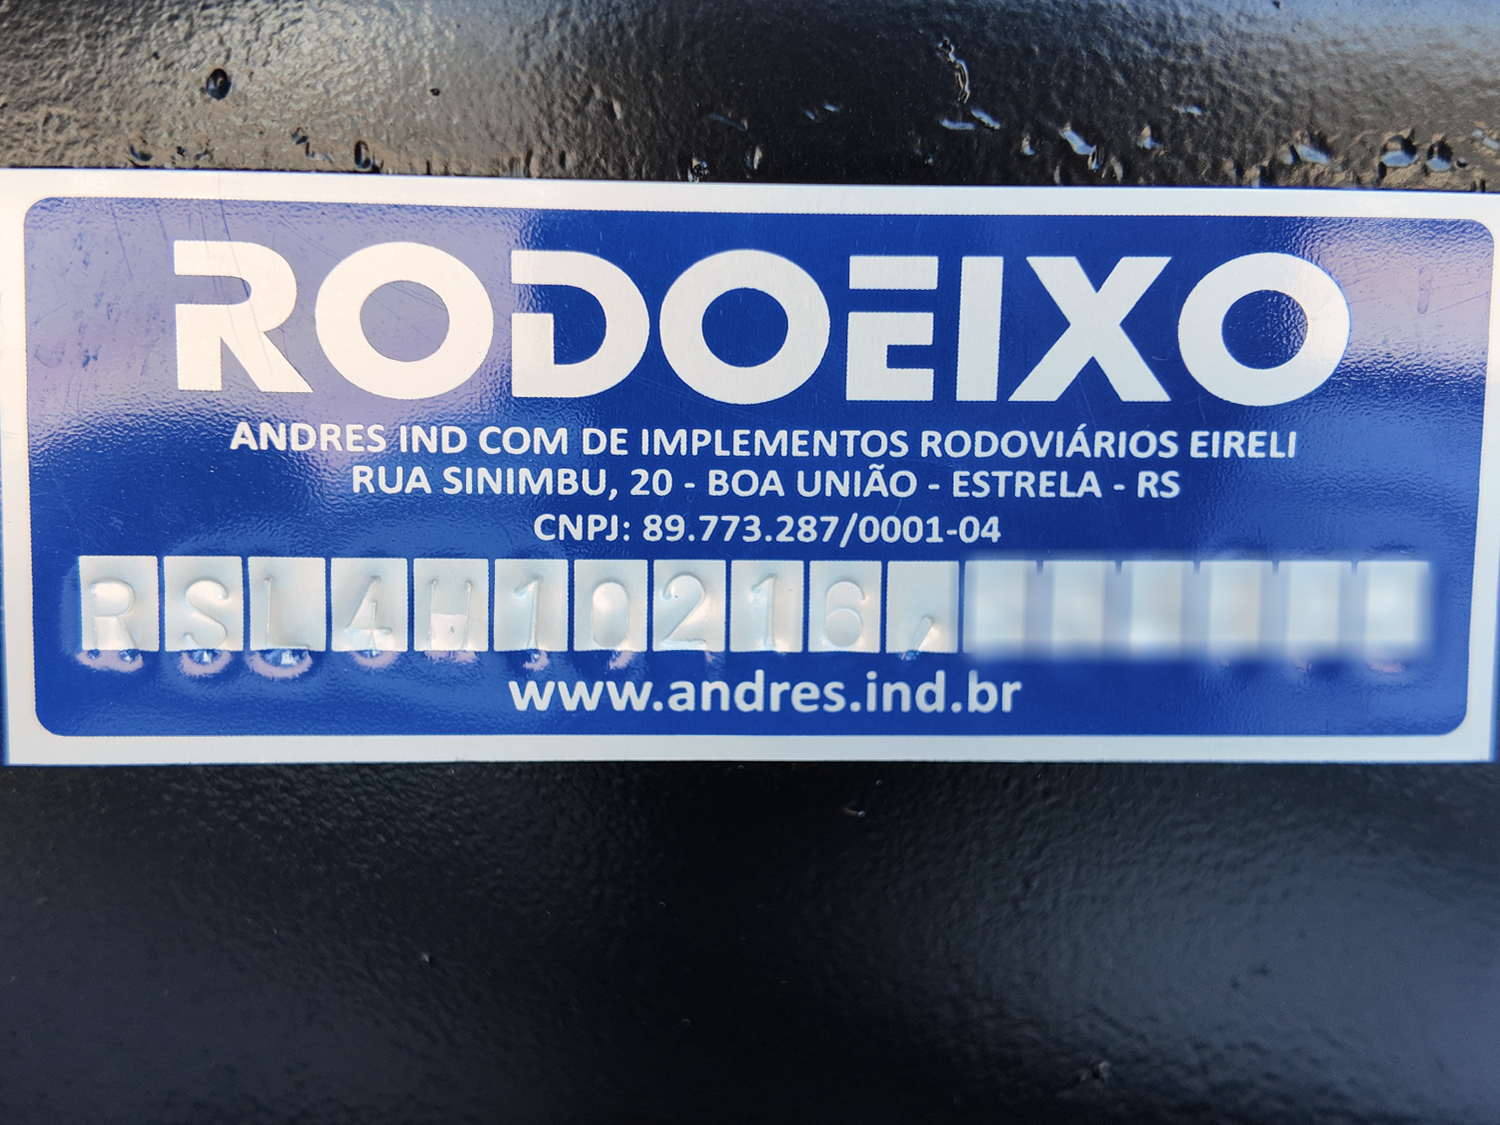 RODOEIXO
ANDRES IND COM DE IMPLEMENTOS RODOVIÁRIOS EIRELI
RUA SINIMBU, 20 - BOA UNIÃO - ESTRELA - RS
CNPJ: 89.773.287/0001-04
RSL4H10216,
www.andres.ind.br